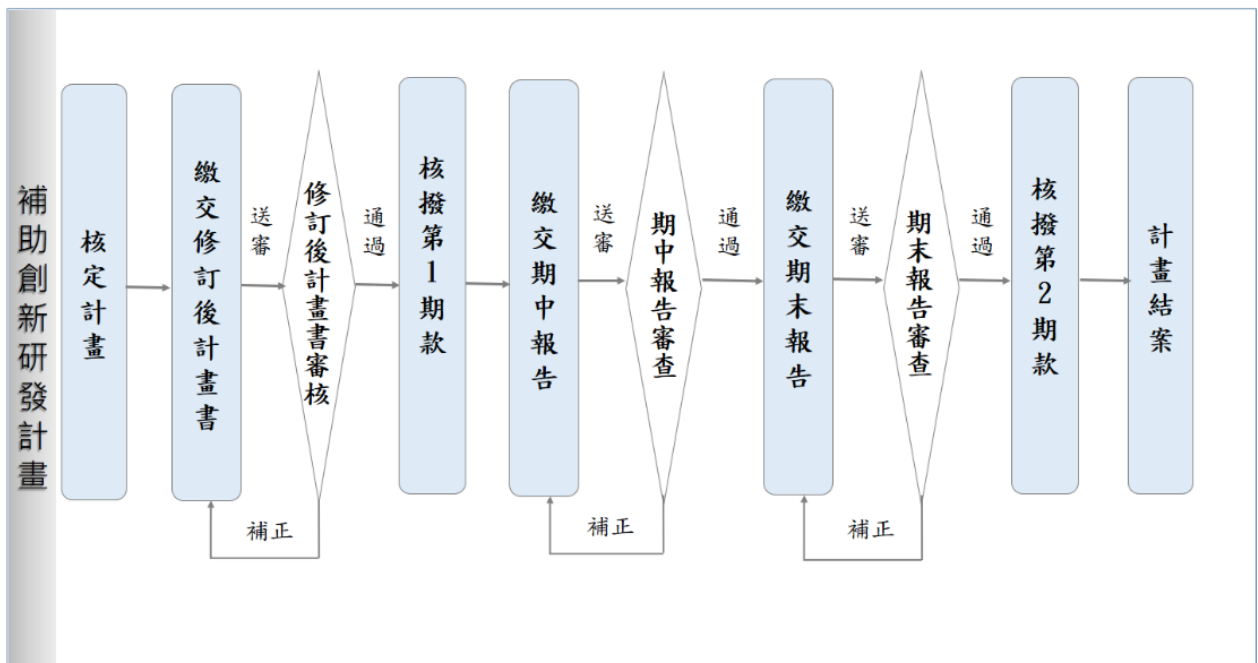 補助創新研發計畫
核定計畫
繳交修訂後計畫書
送審
修訂後計畫書審核
通過
補正
核撥第1期款
繳交期中報告
送審
期中報告審查
通過
補正
繳交期末報告
送審
期末報告審查
通過
補正
核撥第2期款
計畫結案